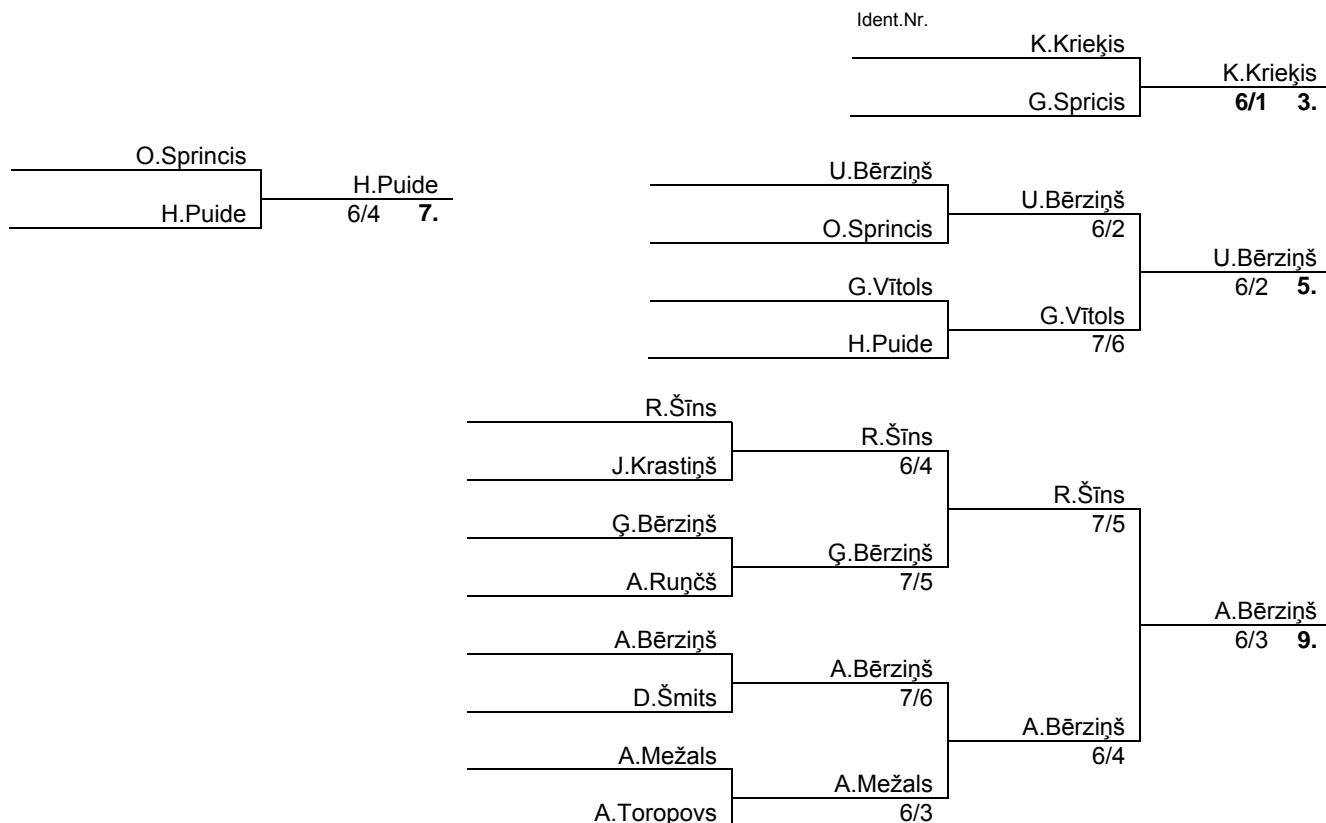 Ident.Nr.
K.Krieķis
K.Krieķis
G.Spricis
6/1 3.
O.Sprincis
H.Puide
H.Puide
6/4 7.
U.Bērziņš
U.Bērziņš
O.Sprincis
6/2
U.Bērziņš
6/2 5.
G.Vītols
G.Vītols
H.Puide
7/6
R.Šīns
R.Šīns
J.Krastiņš
6/4
R.Šīns
7/5
Ģ.Bērziņš
Ģ.Bērziņš
A.Ruņčš
7/5
A.Bērziņš
6/3 9.
A.Bērziņš
A.Bērziņš
D.Šmits
7/6
A.Bērziņš
6/4
A.Mežals
A.Mežals
A.Toropovs
6/3